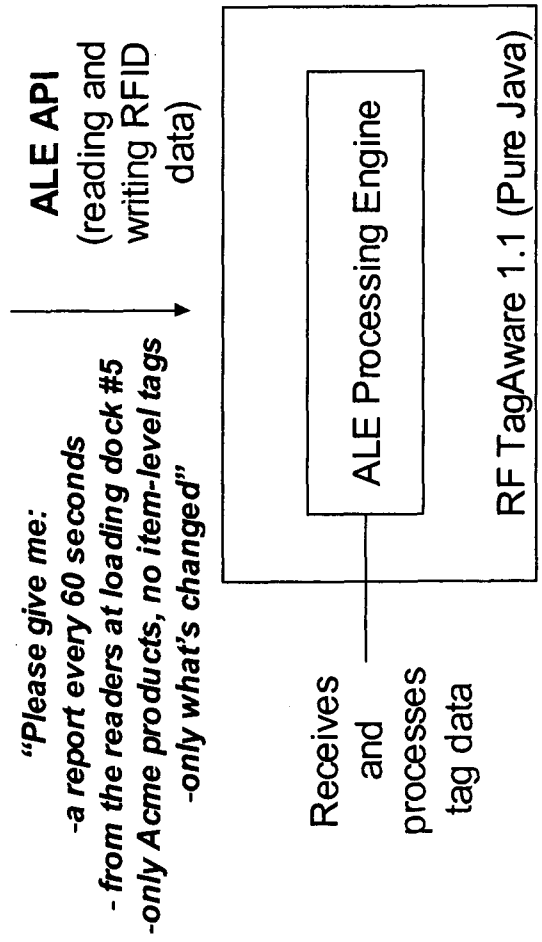 “Please give me:
-a report every 60 seconds
- from the readers at loading dock #5
-only Acme products, no item-level tags
-only what's changed”
ALE API
(reading and
writing RFID
data)
Receives
and
processes
tag data
ALE Processing Engine
RF TagAware 1.1 (Pure Java)